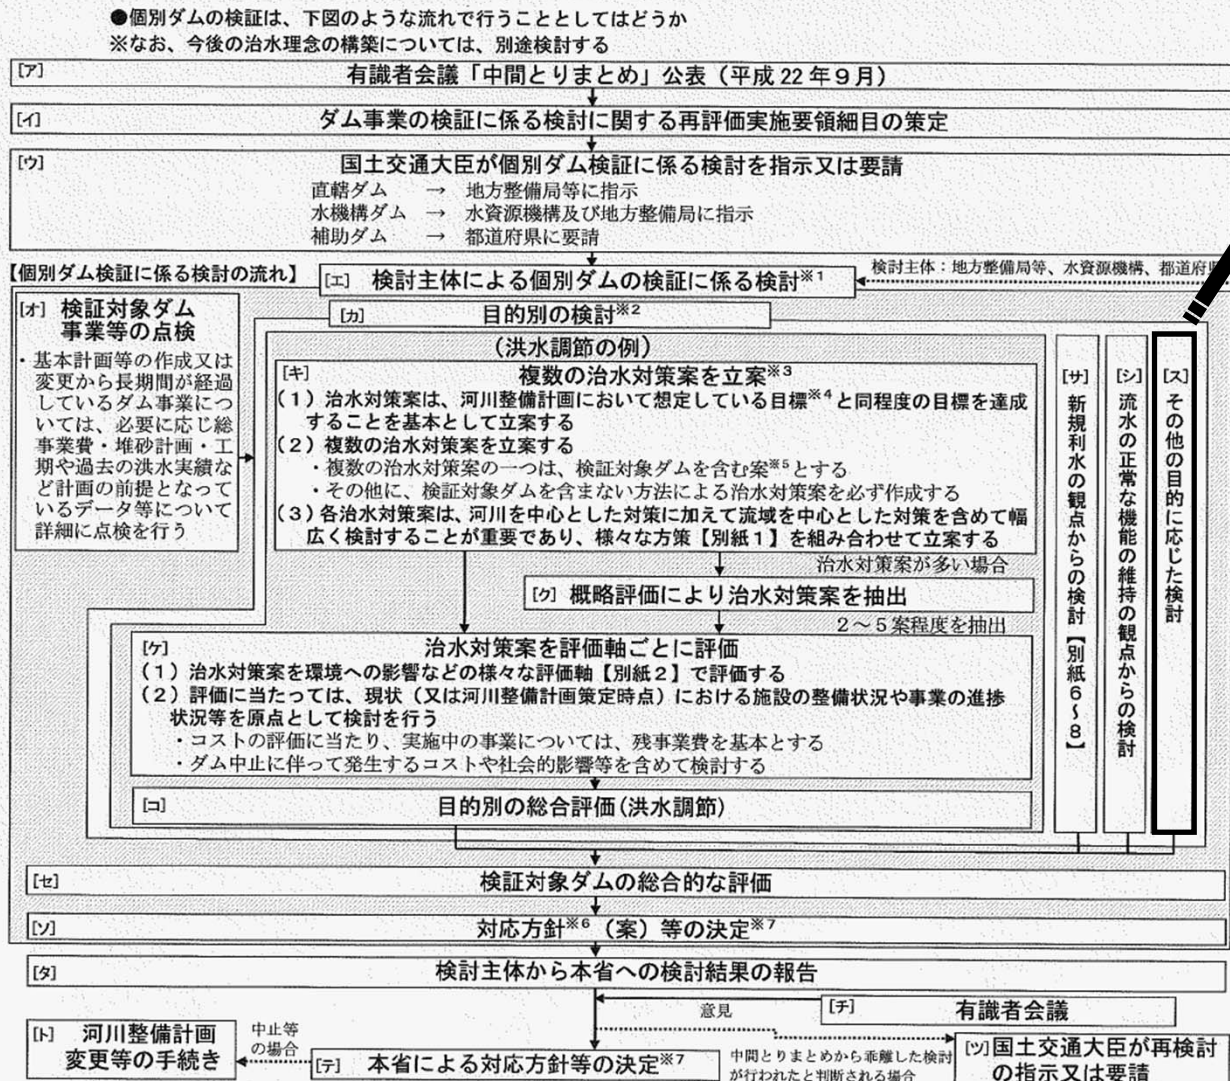 ●個別ダムの検証は、下図のような流れで行うこととしてはどうか
※なお、今後の治水理念の構築については、別途検討する
[ア]
有識者会議「中間とりまとめ」公表（平成22年９月）
[イ]
ダム事業の検証に係る検討に関する再評価実施要領細目の策定
[ウ]
国土交通大臣が個別ダム検証に係る検討を指示又は要請
直轄ダム → 地方整備局等に指示
水機構ダム → 水資源機構及び地方整備局に指示
補助ダム → 都道府県に要請
【個別ダム検証に係る検討の流れ】
[エ] 検討主体による個別ダムの検証に係る検討※1
検討主体：地方整備局等、水資源機構、都道府県
[オ] 検証対象ダム
事業等の点検
・基本計画等の作成又は
変更から長期間が経過
しているダム事業につ
いては、必要に応じ総
事業費・堆砂計画・工
期や過去の洪水実績な
ど計画の前提となって
いるデータ等について
詳細に点検を行う
[カ] 目的別の検討※2
（洪水調節の例）
[キ] 複数の治水対策案を立案※3
（１）治水対策案は、河川整備計画において想定している目標※4と同程度の目標を達成
することを基本として立案する
（２）複数の治水対策案を立案する
・複数の治水対策案の一つは、検証対象ダムを含む案※5とする
・その他に、検証対象ダムを含まない方法による治水対策案を必ず作成する
（３）各治水対策案は、河川を中心とした対策に加えて流域を中心とした対策を含めて幅
広く検討することが重要であり、様々な方策【別紙１】を組み合わせて立案する
治水対策案が多い場合
[ク] 概略評価により治水対策案を抽出
２～５案程度を抽出
[ケ] 治水対策案を評価軸ごとに評価
（１）治水対策案を環境への影響などの様々な評価軸【別紙２】で評価する
（２）評価に当たっては、現状（又は河川整備計画策定時点）における施設の整備状況や事業の進捗
状況等を原点として検討を行う
・コストの評価に当たり、実施中の事業については、残事業費を基本とする
・ダム中止に伴って発生するコストや社会的影響等を含めて検討する
[コ] 目的別の総合評価(洪水調節)
[サ] 新規利水の観点からの検討【別紙６～８】
[シ] 流水の正常な機能の維持の観点からの検討
[ス] その他の目的に応じた検討
[セ] 検証対象ダムの総合的な評価
[ソ] 対応方針※6（案）等の決定※7
[タ] 検討主体から本省への検討結果の報告
意見
[チ] 有識者会議
[ト] 河川整備計画
変更等の手続き
中止等
の場合
[テ] 本省による対応方針等の決定※7
中間とりまとめから乖離した検討
が行われたと判断される場合
[ツ] 国土交通大臣が再検討
の指示又は要請